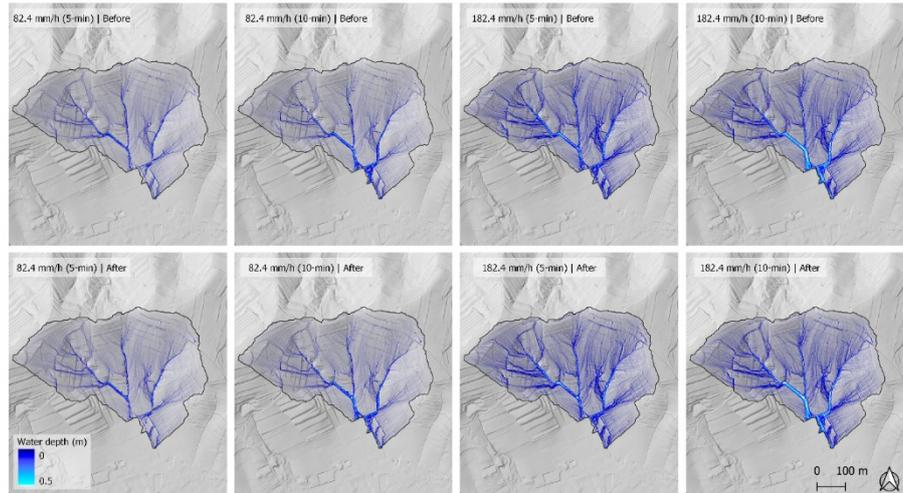 82.4 mm/h (5-min) | Before
82.4 mm/h (10-min) | Before
182.4 mm/h (5-min) | Before
182.4 mm/h (10-min) | Before
82.4 mm/h (5-min) | After
82.4 mm/h (10-min) | After
182.4 mm/h (5-min) | After
182.4 mm/h (10-min) | After
Water depth (m)
0
0.5
0 100 m